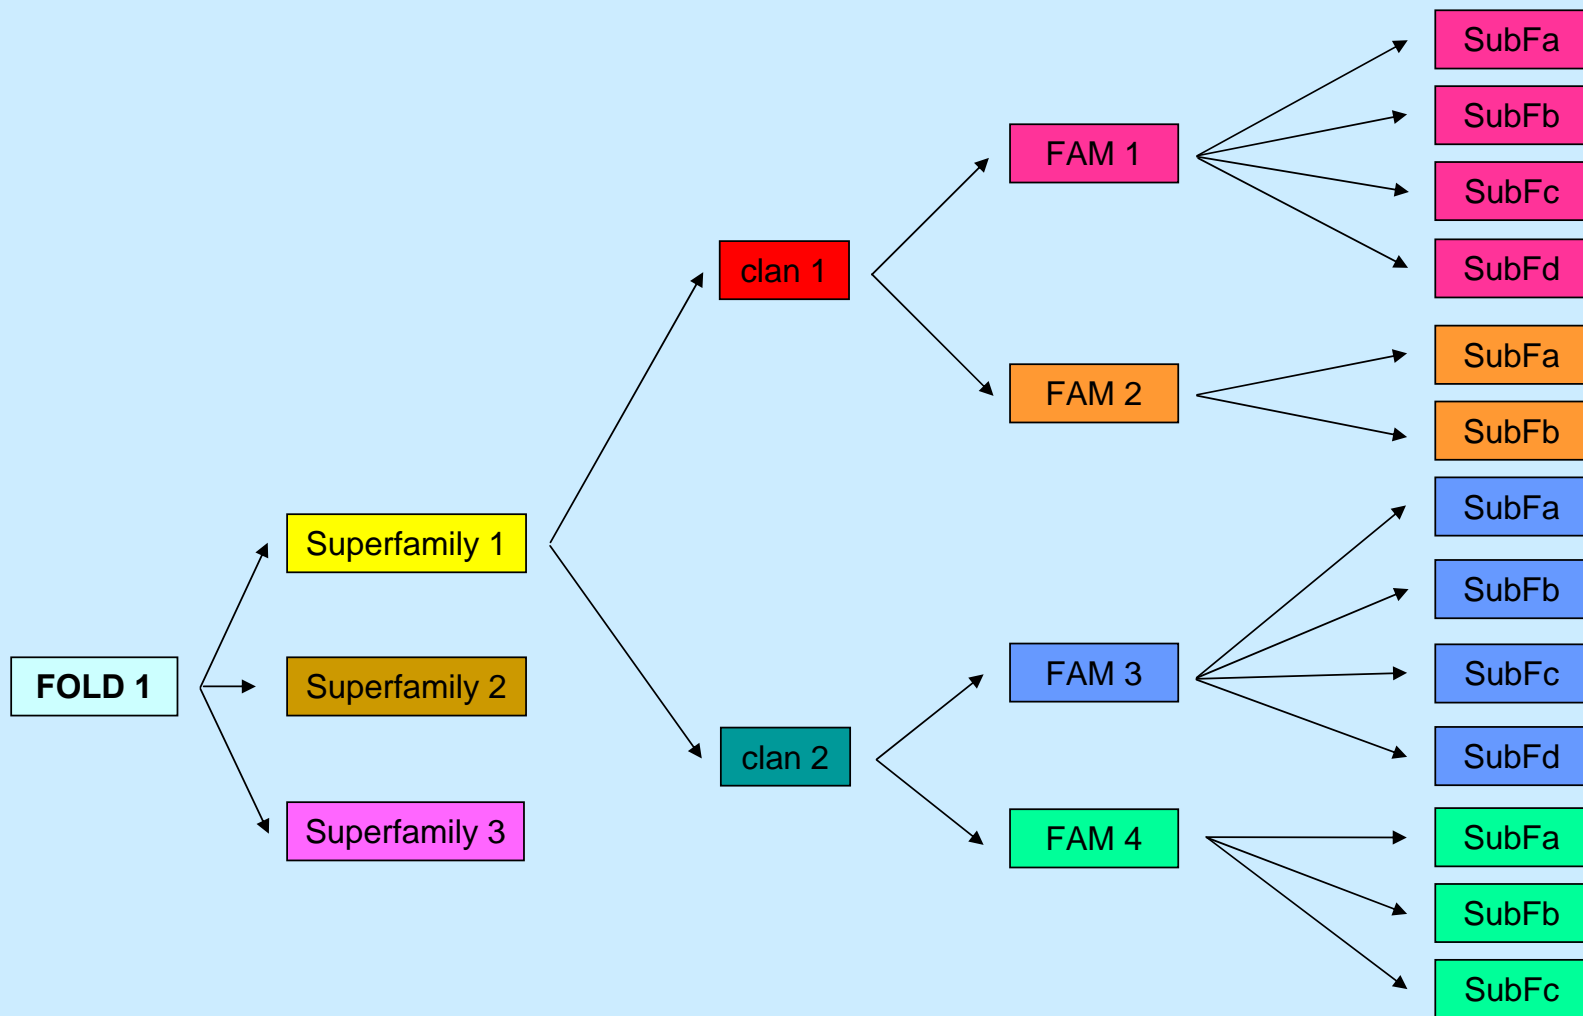 FOLD 1
Superfamily 1
Superfamily 2
Superfamily 3
clan 1
clan 2
FAM 1
FAM 2
FAM 3
FAM 4
SubFa
SubFb
SubFc
SubFd
SubFa
SubFb
SubFa
SubFb
SubFc
SubFd
SubFa
SubFb
SubFc